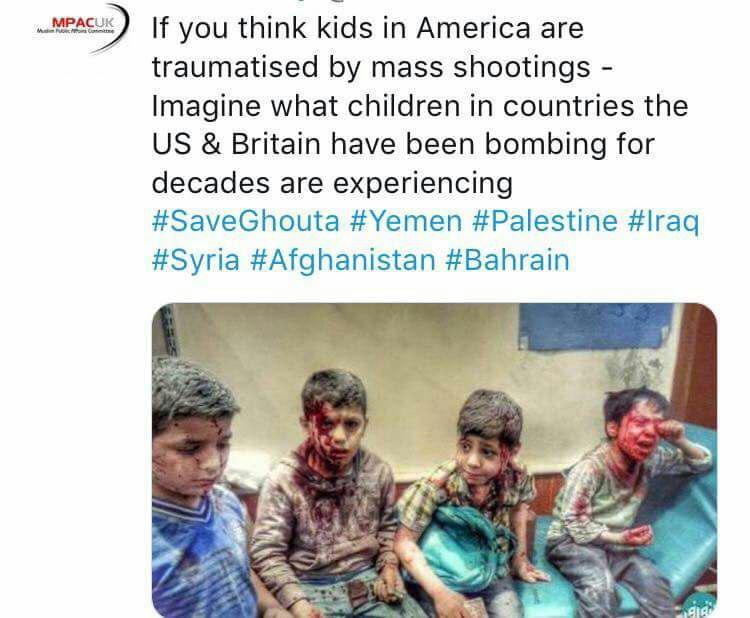 MPACUK
Muslim Public Affairs Committee
If you think kids in America are
traumatised by mass shootings -
Imagine what children in countries the
US & Britain have been bombing for
decades are experiencing
#SaveGhouta #Yemen #Palestine #Iraq
#Syria #Afghanistan #Bahrain